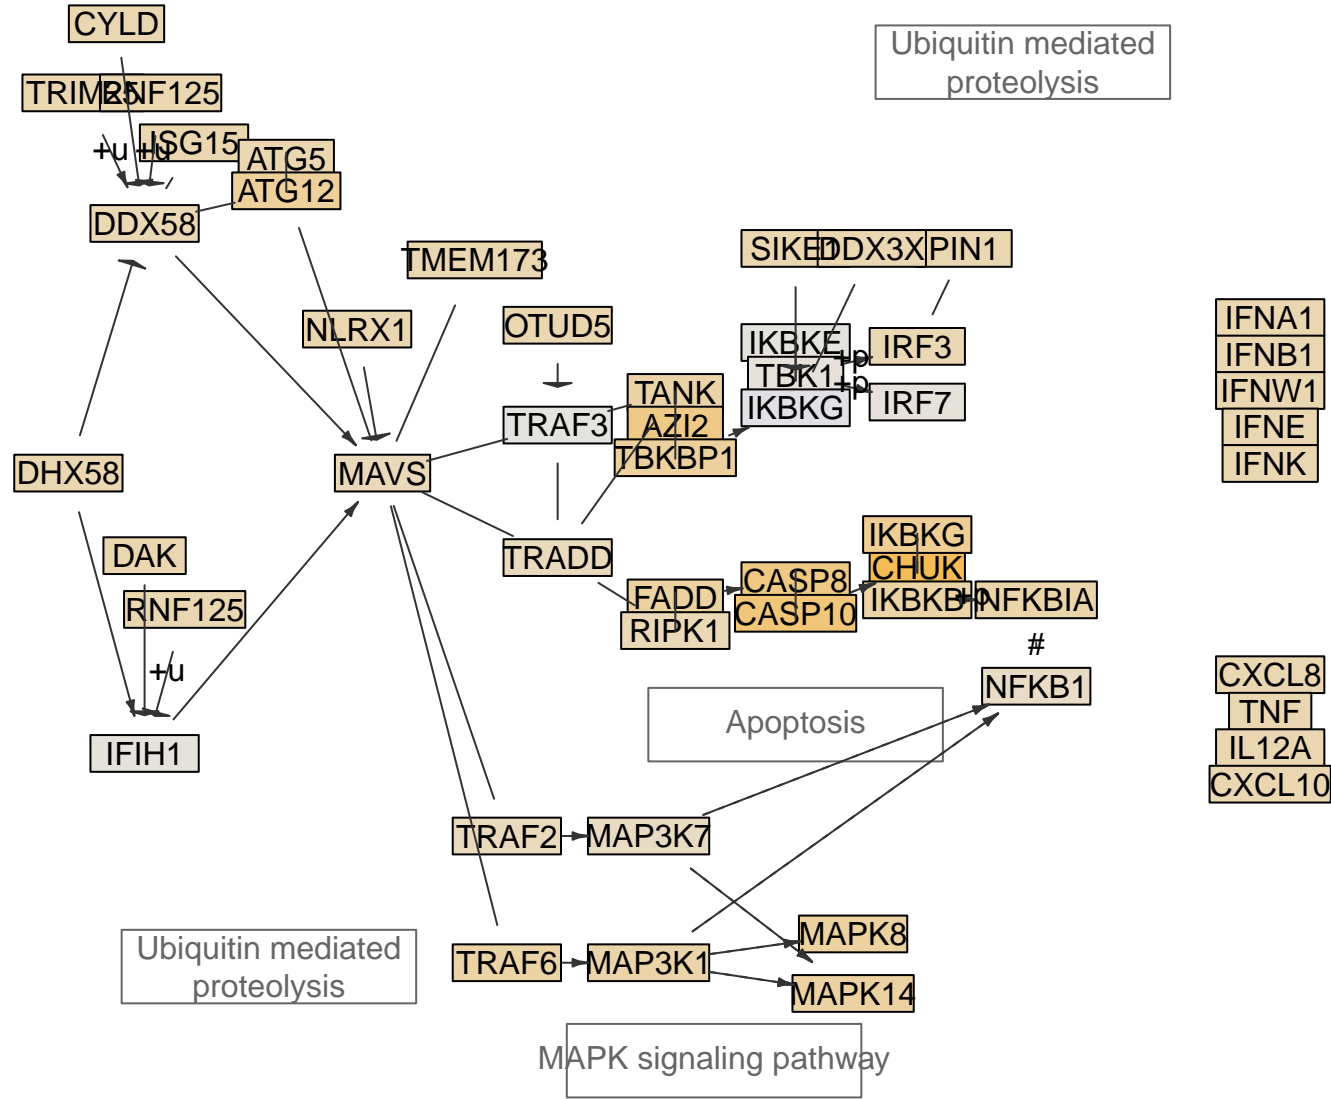 CYLD
Ubiquitin mediated
proteolysis
TRIM25
RNF125
+u
+u
ISG15
ATG5
ATG12
DDX58
TMEM173
SIKE1
DDX3X
PIN1
NLRX1
OTUD5
IKBKE
+p
IRF3
TBK1
+p
IKBKG
IRF7
IFNA1
IFNB1
IFNW1
IFNE
IFNK
TANK
TRAF3
AZI2
TBKBP1
DHX58
MAVS
DAK
TRADD
IKBKG
CHUK
IKBKB
+p
NFKBIA
RNF125
FADD
CASP8
CASP10
RIPK1
#
+u
NFKB1
CXCL8
TNF
IL12A
CXCL10
Apoptosis
IFIH1
TRAF2
MAP3K7
Ubiquitin mediated
proteolysis
TRAF6
MAP3K1
MAPK8
MAPK14
MAPK signaling pathway